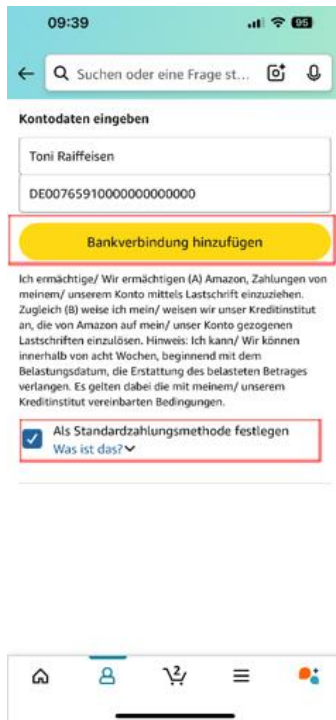 09:39
95
Suchen oder eine Frage st...
Kontodaten eingeben
Toni Raiffeisen
DE00765910000000000000
Bankverbindung hinzufügen
Ich ermächtige/ Wir ermächtigen (A) Amazon, Zahlungen von
meinem/ unserem Konto mittels Lastschrift einzuziehen.
Zugleich (B) weise ich mein/ weisen wir unser Kreditinstitut
an, die von Amazon auf mein/ unser Konto gezogenen
Lastschriften einzulösen. Hinweis: Ich kann/ Wir können
innerhalb von acht Wochen, beginnend mit dem
Belastungsdatum, die Erstattung des belasteten Betrages
verlangen. Es gelten dabei die mit meinem/ unserem
Kreditinstitut vereinbarten Bedingungen.
Als Standardzahlungsmethode festlegen
Was ist das?
2